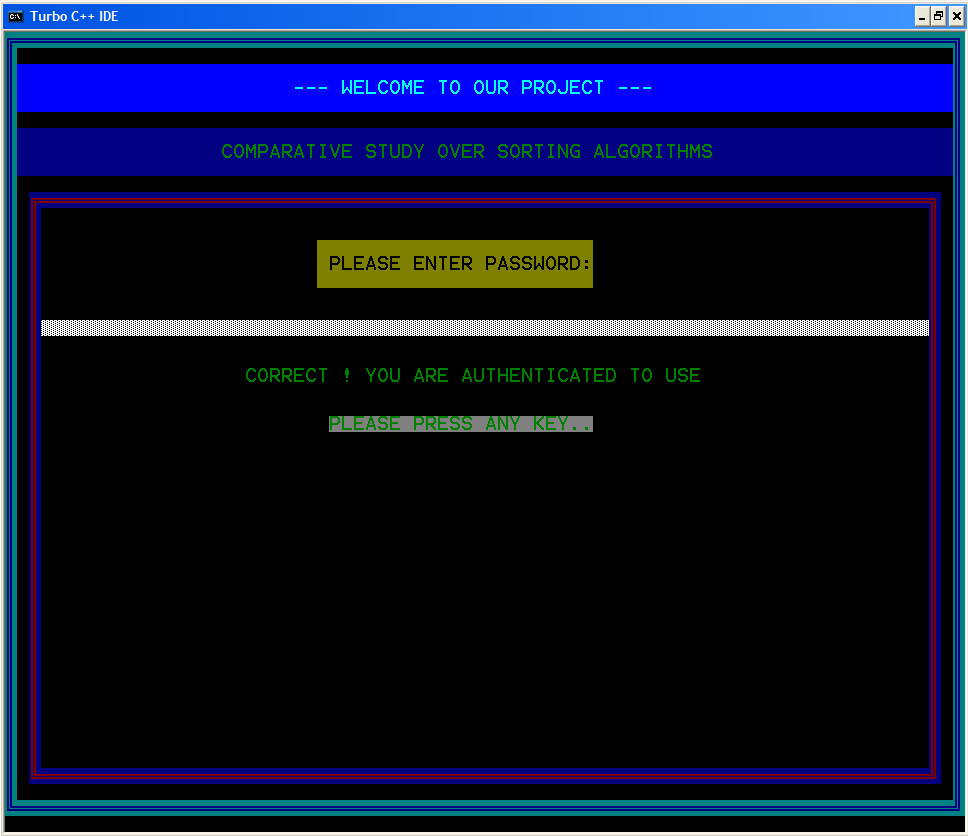 Turbo C++ IDE
--- WELCOME TO OUR PROJECT ---
COMPARATIVE STUDY OVER SORTING ALGORITHMS
PLEASE ENTER PASSWORD:
CORRECT ! YOU ARE AUTHENTICATED TO USE
PLEASE PRESS ANY KEY..